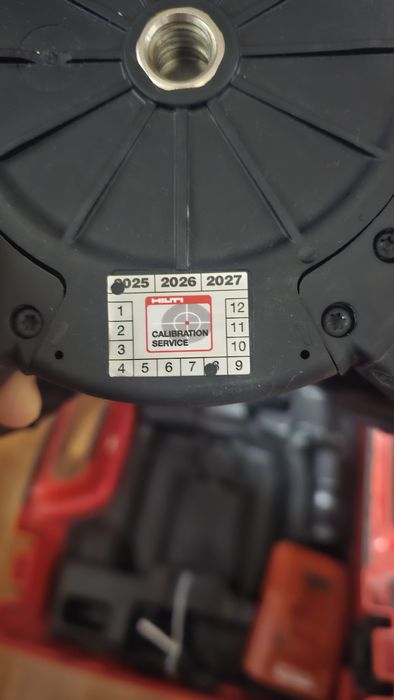 2025 2026 2027
HILTI
1 12
2 11
CALIBRATION
3 10
SERVICE
4 5 6 7 8 9